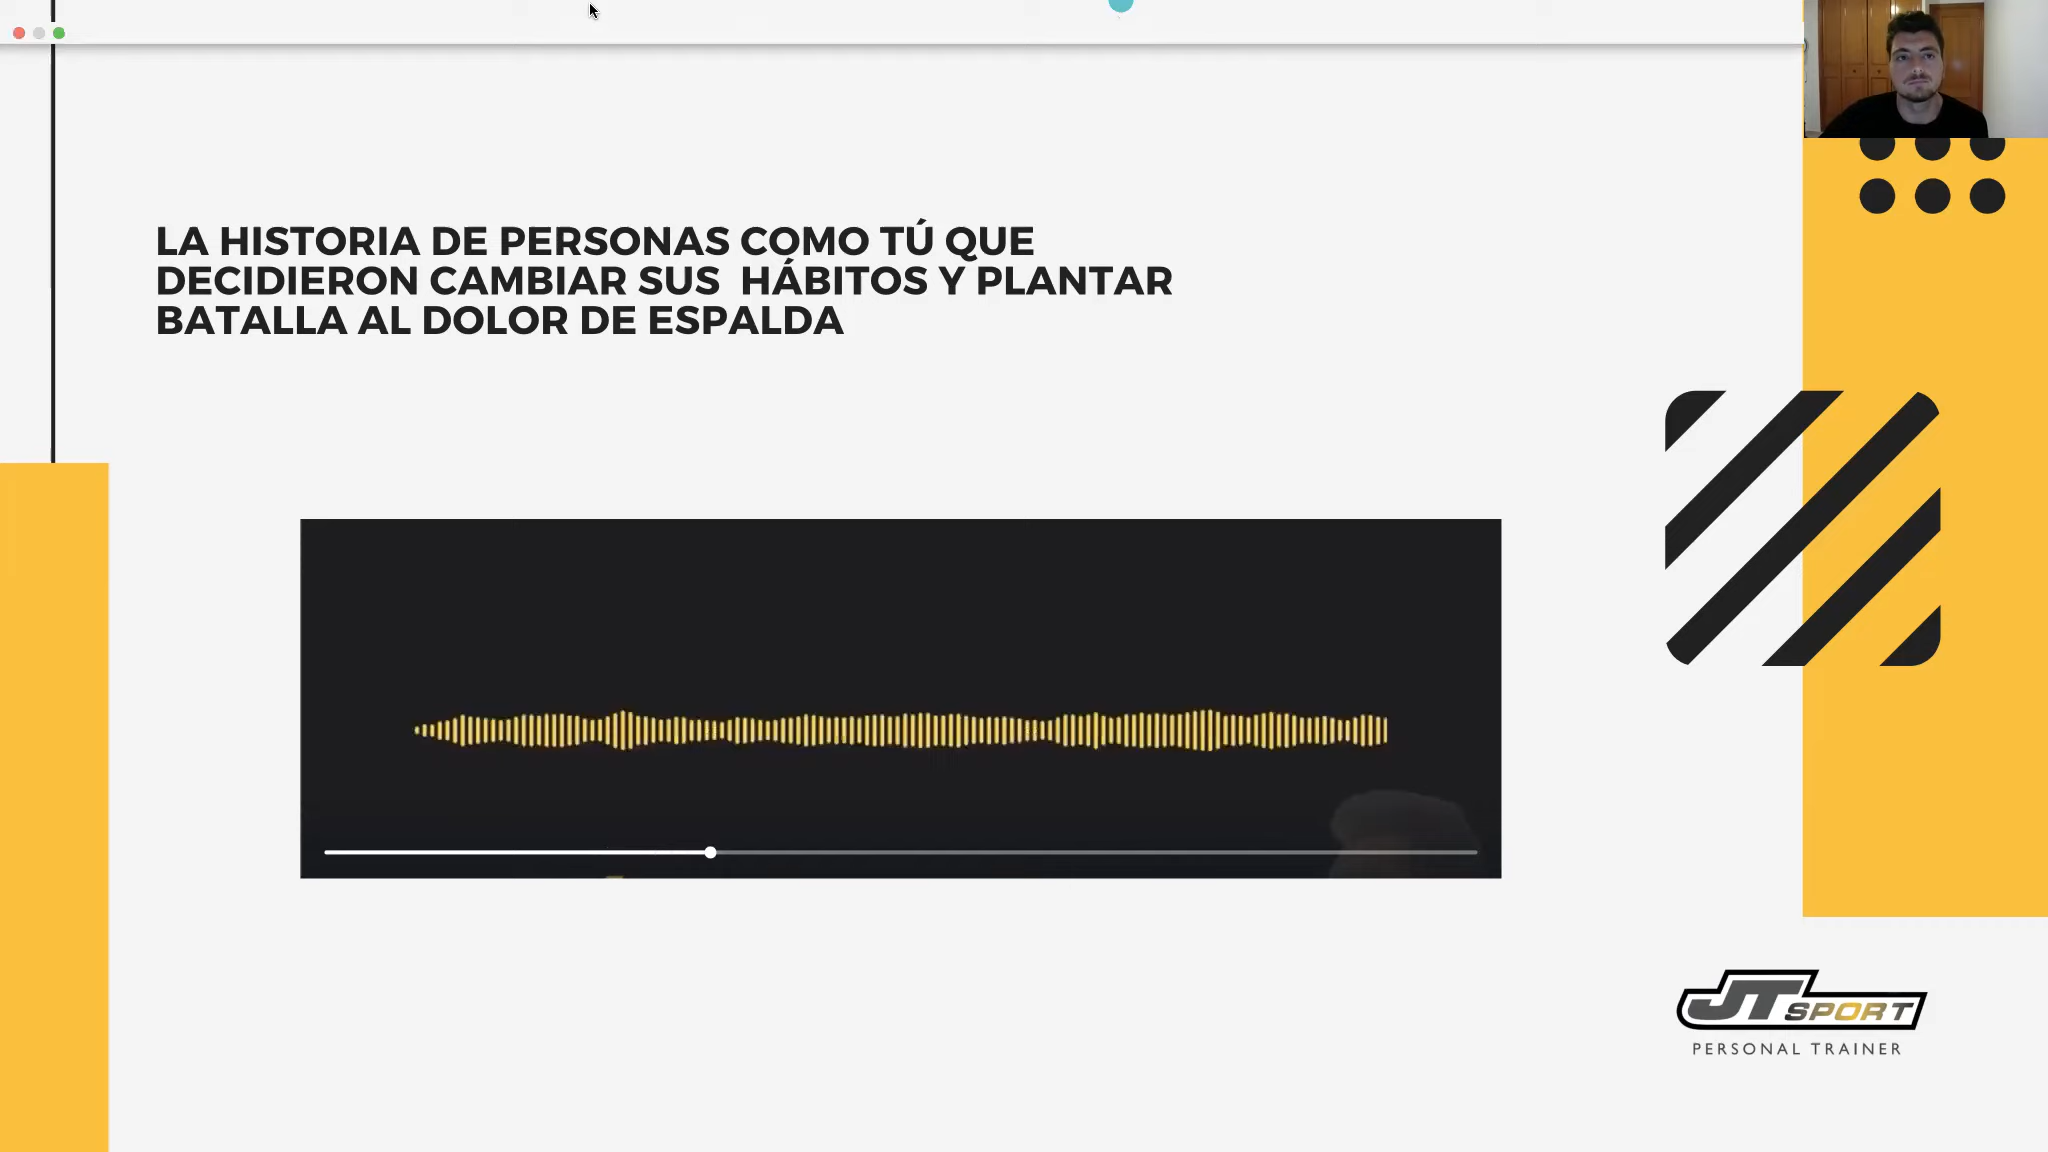 LA HISTORIA DE PERSONAS COMO TÚ QUE
DECIDIERON CAMBIAR SUS HÁBITOS Y PLANTAR
BATALLA AL DOLOR DE ESPALDA
JT SPORT
PERSONAL TRAINER